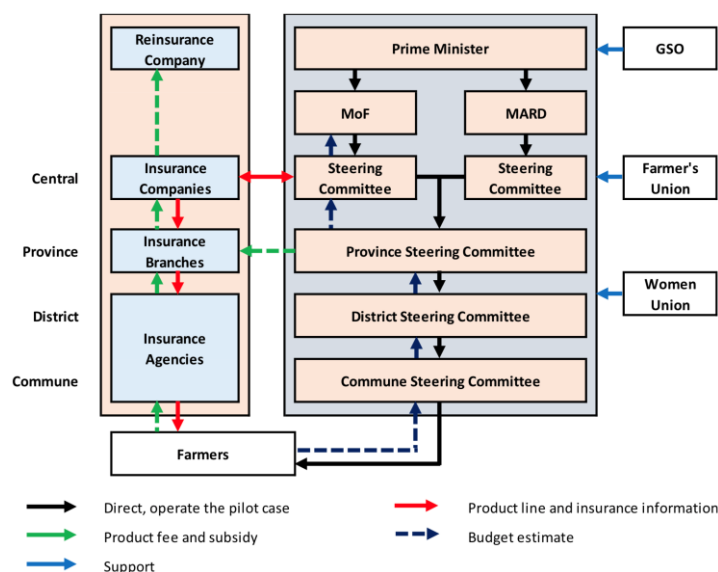 Reinsurance
Company
Prime Minister
GSO
MoF
MARD
Central
Insurance
Companies
Steering
Committee
Steering
Committee
Farmer's
Union
Province
Insurance
Branches
Province Steering Committee
Women
Union
District
Insurance
Agencies
District Steering Committee
Commune
Commune Steering Committee
Farmers
Direct, operate the pilot case
Product line and insurance information
Product fee and subsidy
Budget estimate
Support